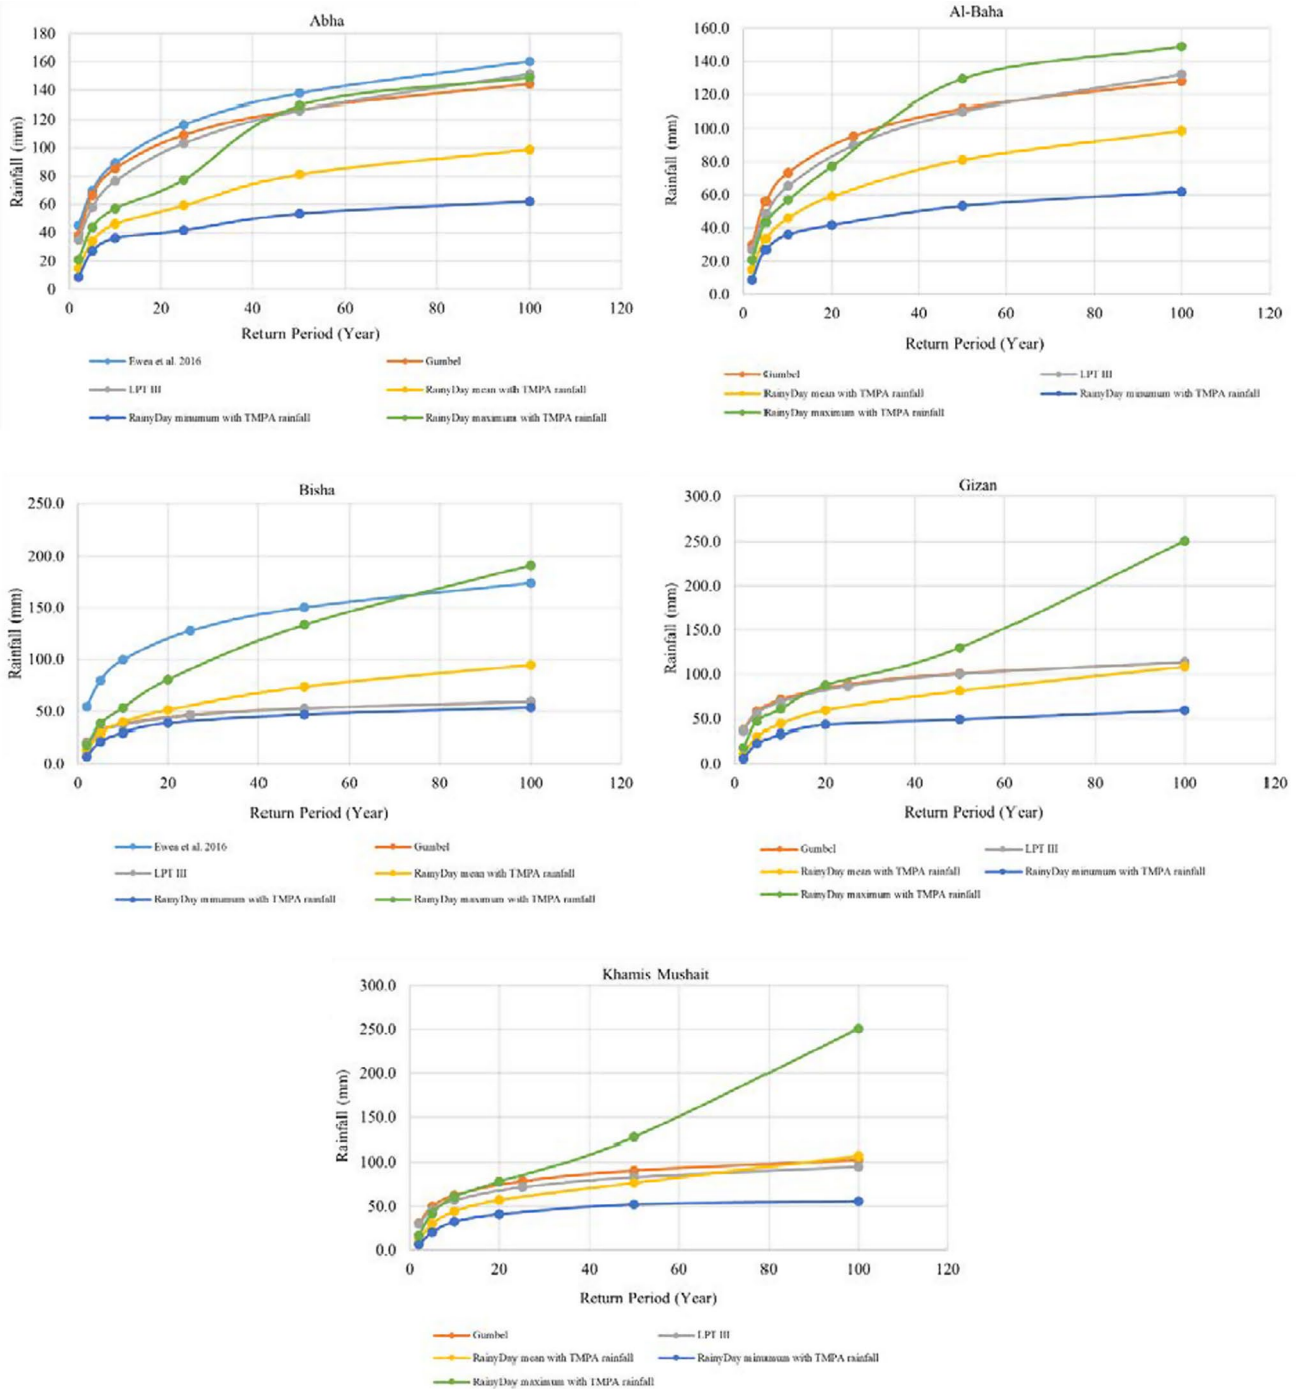 Abha
180
160
140
120
100
80
60
40
20
0
Rainfall (mm)
0 20 40 60 80 100 120
Return Period (Year)
Ewea et al. 2016 Gumbel
LPT III RainyDay mean with TMPA rainfall
RainyDay minumum with TMPA rainfall RainyDay maximum with TMPA rainfall
Al-Baha
160.0
140.0
120.0
100.0
80.0
60.0
40.0
20.0
0.0
Rainfall (mm)
0 20 40 60 80 100 120
Return Period (Year)
Gumbel LPT III
RainyDay mean with TMPA rainfall RainyDay minumum with TMPA rainfall
RainyDay maximum with TMPA rainfall
Bisha
250.0
200.0
150.0
100.0
50.0
0.0
Rainfall (mm)
0 20 40 60 80 100 120
Return Period (Year)
Ewea et al. 2016 Gumbel
LPT III RainyDay mean with TMPA rainfall
RainyDay minumum with TMPA rainfall RainyDay maximum with TMPA rainfall
Gizan
300.0
250.0
200.0
150.0
100.0
50.0
0.0
Rainfall (mm)
0 20 40 60 80 100 120
Return Period (Year)
Gumbel LPT III
RainyDay mean with TMPA rainfall RainyDay minumum with TMPA rainfall
RainyDay maximum with TMPA rainfall
Khamis Mushait
300.0
250.0
200.0
150.0
100.0
50.0
0.0
Rainfall (mm)
0 20 40 60 80 100 120
Return Period (Year)
Gumbel LPT III
RainyDay mean with TMPA rainfall RainyDay minumum with TMPA rainfall
RainyDay maximum with TMPA rainfall